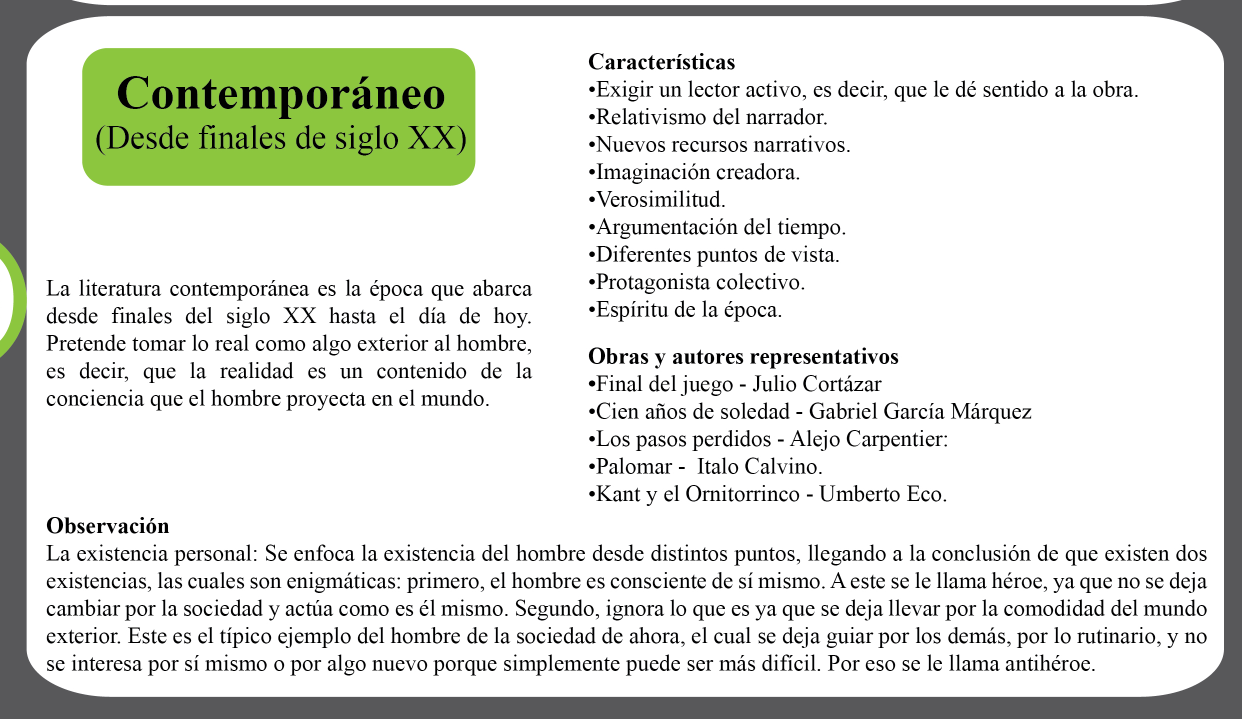 Contemporáneo
(Desde finales de siglo XX)
La literatura contemporánea es la época que abarca
desde finales del siglo XX hasta el día de hoy.
Pretende tomar lo real como algo exterior al hombre,
es decir, que la realidad es un contenido de la
conciencia que el hombre proyecta en el mundo.
Características
•Exigir un lector activo, es decir, que le dé sentido a la obra.
•Relativismo del narrador.
•Nuevos recursos narrativos.
•Imaginación creadora.
•Verosimilitud.
•Argumentación del tiempo.
•Diferentes puntos de vista.
•Protagonista colectivo.
•Espíritu de la época.
Obras y autores representativos
•Final del juego - Julio Cortázar
•Cien años de soledad - Gabriel García Márquez
•Los pasos perdidos - Alejo Carpentier:
•Palomar -  Italo Calvino.
•Kant y el Ornitorrinco - Umberto Eco.
Observación
La existencia personal: Se enfoca la existencia del hombre desde distintos puntos, llegando a la conclusión de que existen dos
existencias, las cuales son enigmáticas: primero, el hombre es consciente de sí mismo. A este se le llama héroe, ya que no se deja
cambiar por la sociedad y actúa como es él mismo. Segundo, ignora lo que es ya que se deja llevar por la comodidad del mundo
exterior. Este es el típico ejemplo del hombre de la sociedad de ahora, el cual se deja guiar por los demás, por lo rutinario, y no
se interesa por sí mismo o por algo nuevo porque simplemente puede ser más difícil. Por eso se le llama antihéroe.